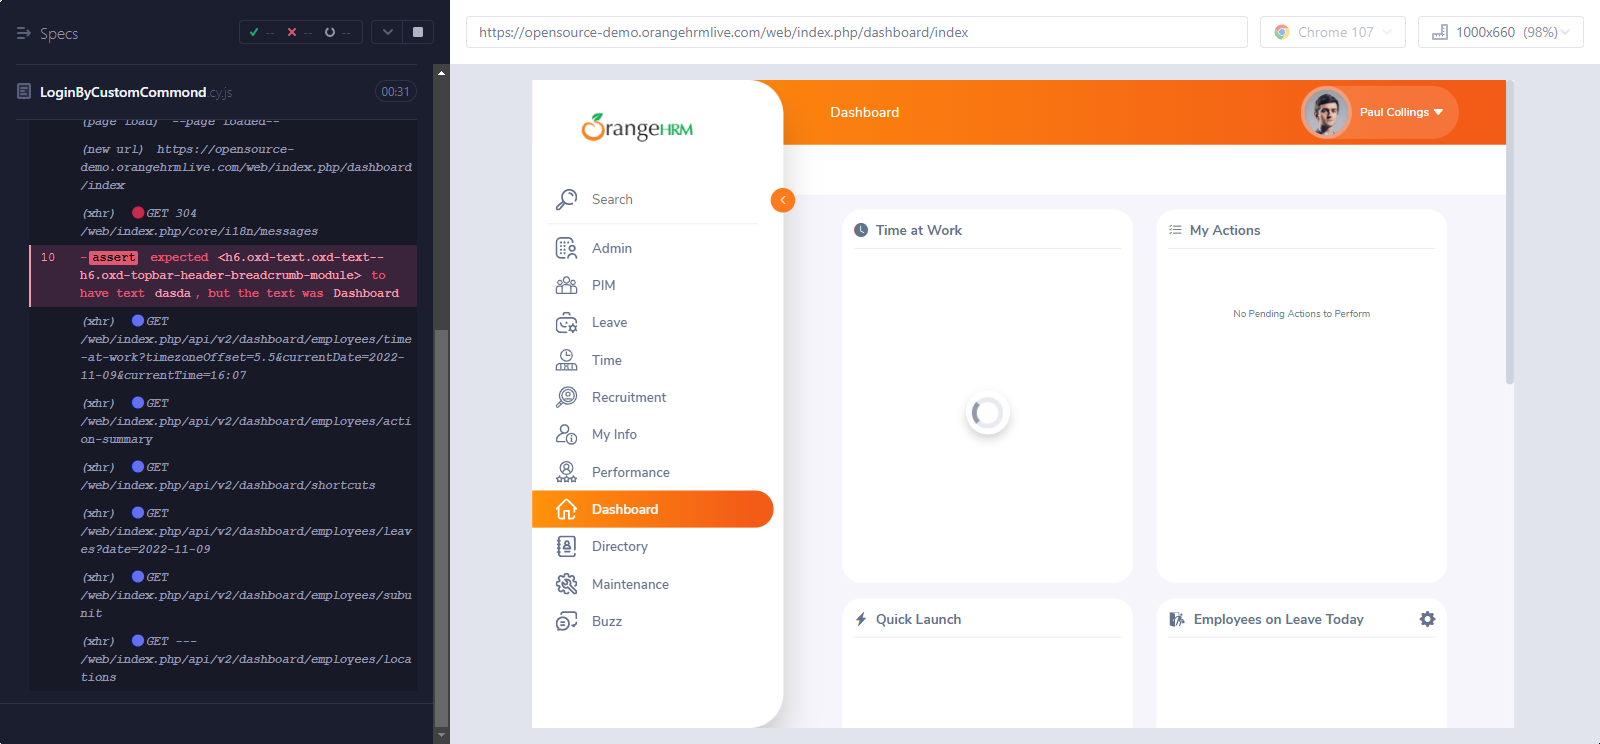 Specs
-- -- --
LoginByCustomCommond cy.js
00:31
(page load) --page loaded--
(new url) https://opensource-
demo.orangehrmlive.com/web/index.php/dashboard
/index
(xhr) GET 304
/web/index.php/core/i18n/messages
10 -assert expected <h6.oxd-text.oxd-text--
h6.oxd-topbar-header-breadcrumb-module> to
have text dasda, but the text was Dashboard
(xhr) GET
/web/index.php/api/v2/dashboard/employees/time
-at-work?timezoneOffset=5.5&currentDate=2022-
11-09&currentTime=16:07
(xhr) GET
/web/index.php/api/v2/dashboard/employees/acti
on-summary
(xhr) GET
/web/index.php/api/v2/dashboard/shortcuts
(xhr) GET
/web/index.php/api/v2/dashboard/employees/leav
es?date=2022-11-09
(xhr) GET
/web/index.php/api/v2/dashboard/employees/subu
nit
(xhr) GET ---
/web/index.php/api/v2/dashboard/employees/loca
tions
https://opensource-demo.orangehrmlive.com/web/index.php/dashboard/index
Chrome 107
1000x660 (98%)
OrangeHRM
Search
Admin
PIM
Leave
Time
Recruitment
My Info
Performance
Dashboard
Directory
Maintenance
Buzz
Dashboard
Paul Collings
Time at Work
My Actions
No Pending Actions to Perform
Quick Launch
Employees on Leave Today